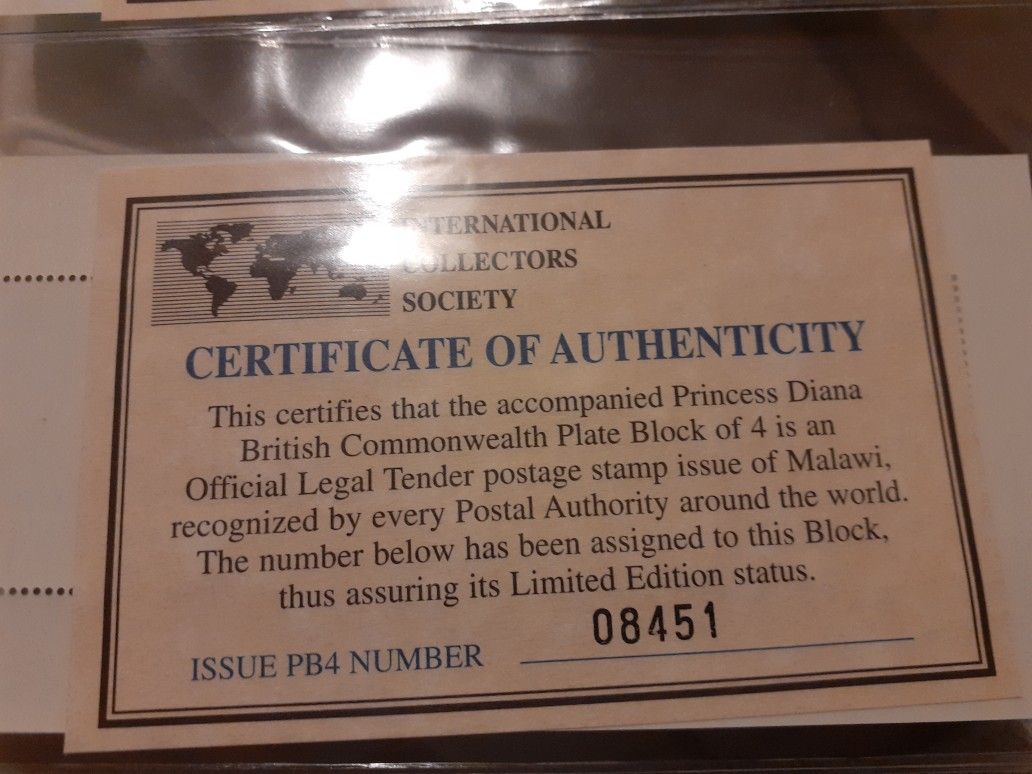 INTERNATIONAL
COLLECTORS
SOCIETY
CERTIFICATE OF AUTHENTICITY
This certifies that the accompanied Princess Diana
British Commonwealth Plate Block of 4 is an
Official Legal Tender postage stamp issue of Malawi,
recognized by every Postal Authority around the world.
The number below has been assigned to this Block,
thus assuring its Limited Edition status.
08451
ISSUE PB4 NUMBER